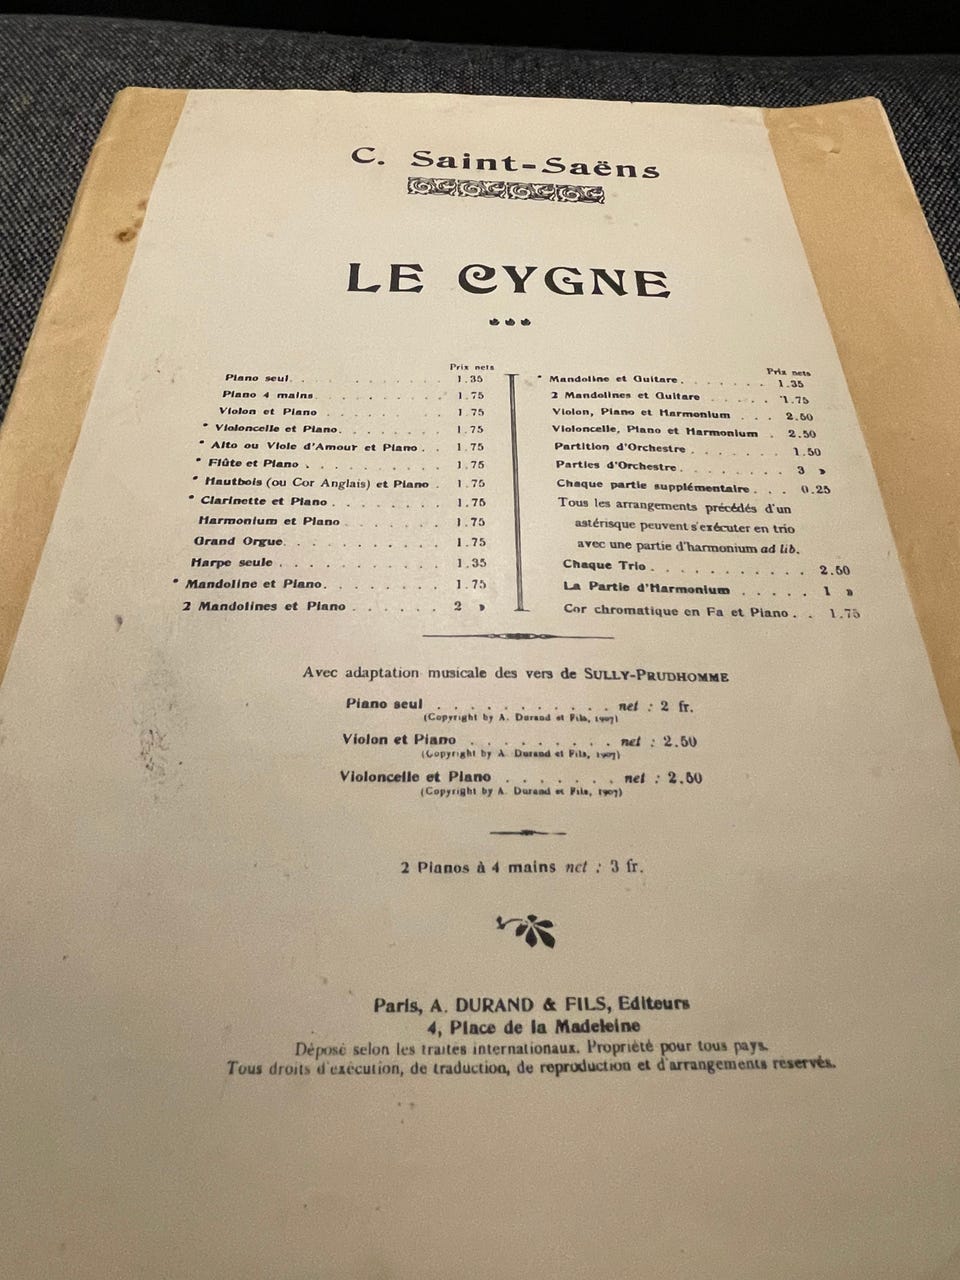 C. Saint-Saëns
LE CYGNE
Prix nets
Piano seul. . . . . . . . . . . . 1.35
Piano 4 mains. . . . . . . . . . 1.75
Violon et Piano . . . . . . . . . 1.75
* Violoncelle et Piano. . . . . . . . 1.75
* Alto ou Viole d'Amour et Piano . . 1.75
* Flûte et Piano . . . . . . . . . . 1.75
* Hautbois (ou Cor Anglais) et Piano . 1.75
* Clarinette et Piano . . . . . . . . 1.75
Harmonium et Piano . . . . . . . 1.75
Grand Orgue. . . . . . . . . . . 1.75
Harpe seule . . . . . . . . . . . 1.35
* Mandoline et Piano. . . . . . . . 1.75
2 Mandolines et Piano . . . . . . 2 »
Prix nets
* Mandoline et Guitare. . . . . . . 1.35
2 Mandolines et Guitare . . . . . 1.75
Violon, Piano et Harmonium . . . 2.50
Violoncelle, Piano et Harmonium . 2.50
Partition d'Orchestre . . . . . . . 1.50
Parties d'Orchestre. . . . . . . . 3 »
Chaque partie supplémentaire . . . 0.25
Tous les arrangements précédés d'un
astérisque peuvent s'exécuter en trio
avec une partie d'harmonium ad lib.
Chaque Trio . . . . . . . . . . . 2.50
La Partie d'Harmonium . . . . . 1 »
Cor chromatique en Fa et Piano . . 1.75
Avec adaptation musicale des vers de SULLY-PRUDHOMME
Piano seul . . . . . . . . . . . net : 2 fr.
(Copyright by A. Durand et Fils, 1907)
Violon et Piano . . . . . . . . . net : 2.50
(Copyright by A. Durand et Fils, 1907)
Violoncelle et Piano . . . . . . . net : 2.50
(Copyright by A. Durand et Fils, 1907)
2 Pianos à 4 mains net : 3 fr.
Paris, A. DURAND & FILS, Editeurs
4, Place de la Madeleine
Déposé selon les traités internationaux. Propriété pour tous pays.
Tous droits d'exécution, de traduction, de reproduction et d'arrangements réservés.